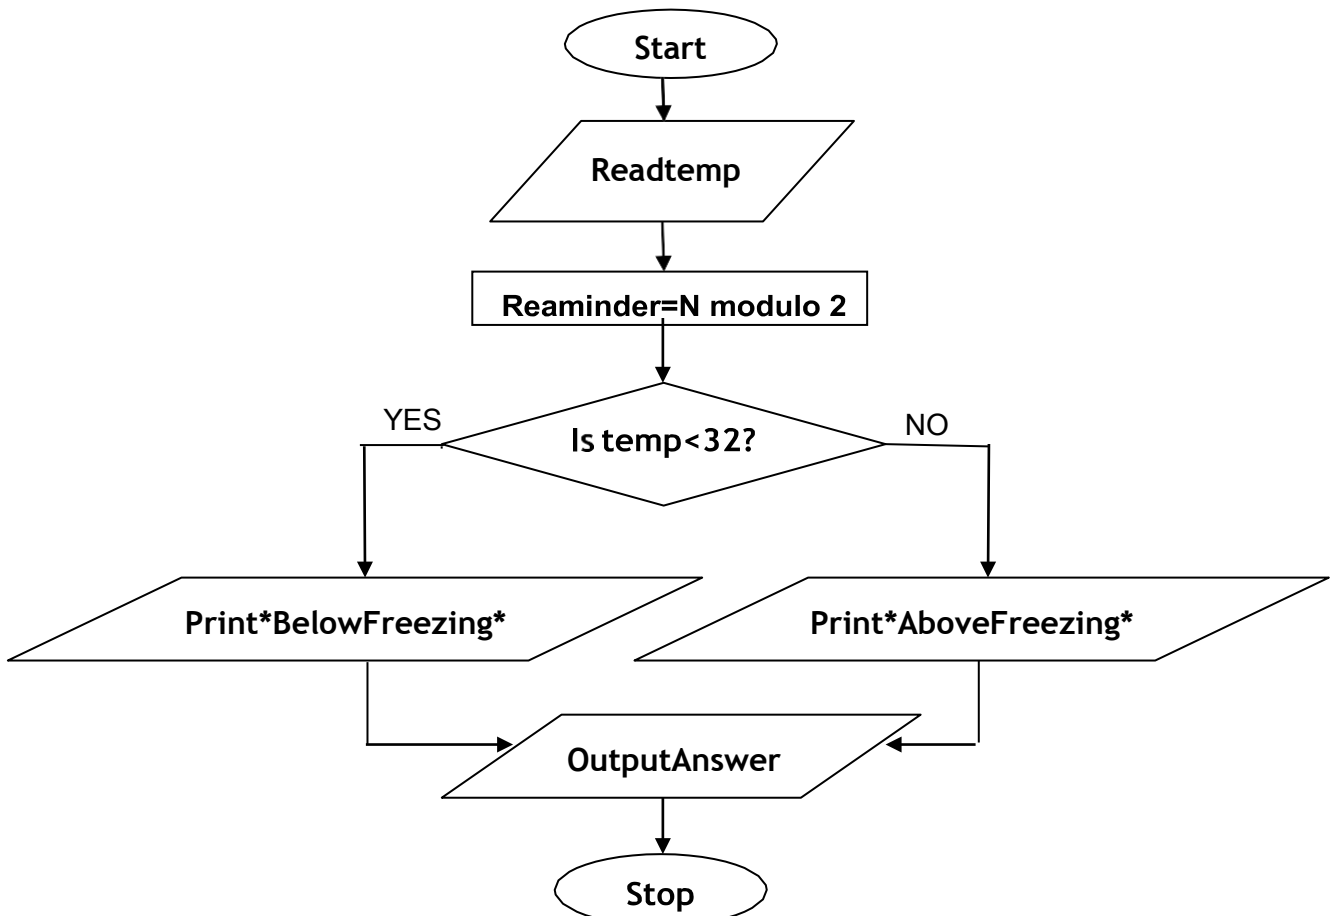 Start
Readtemp
Reaminder=N modulo 2
YES
Is temp<32?
NO
Print*BelowFreezing*
Print*AboveFreezing*
OutputAnswer
Stop